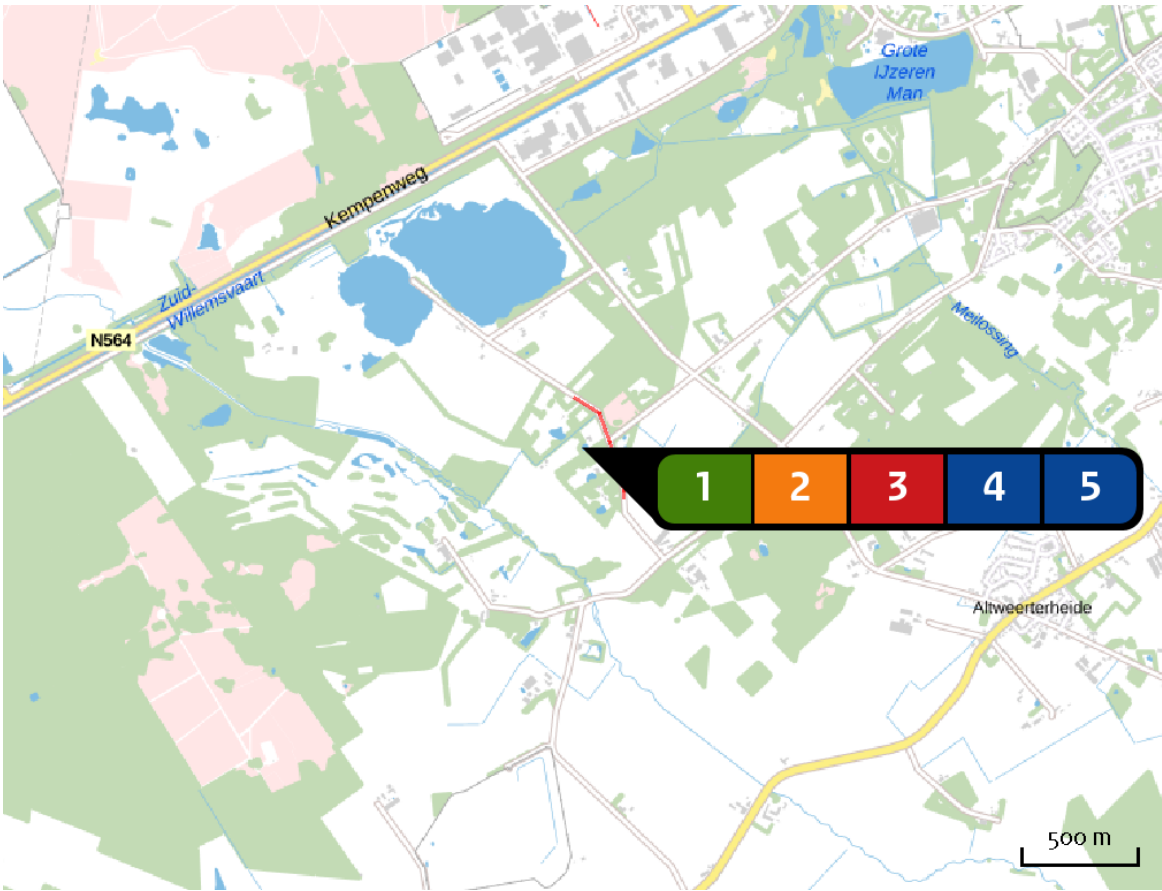 Grote
IJzeren
Man
Kempenweg
Zuid-
Willemsvaart
N564
Meilossing
1 2 3 4 5
Altweerterheide
500 m